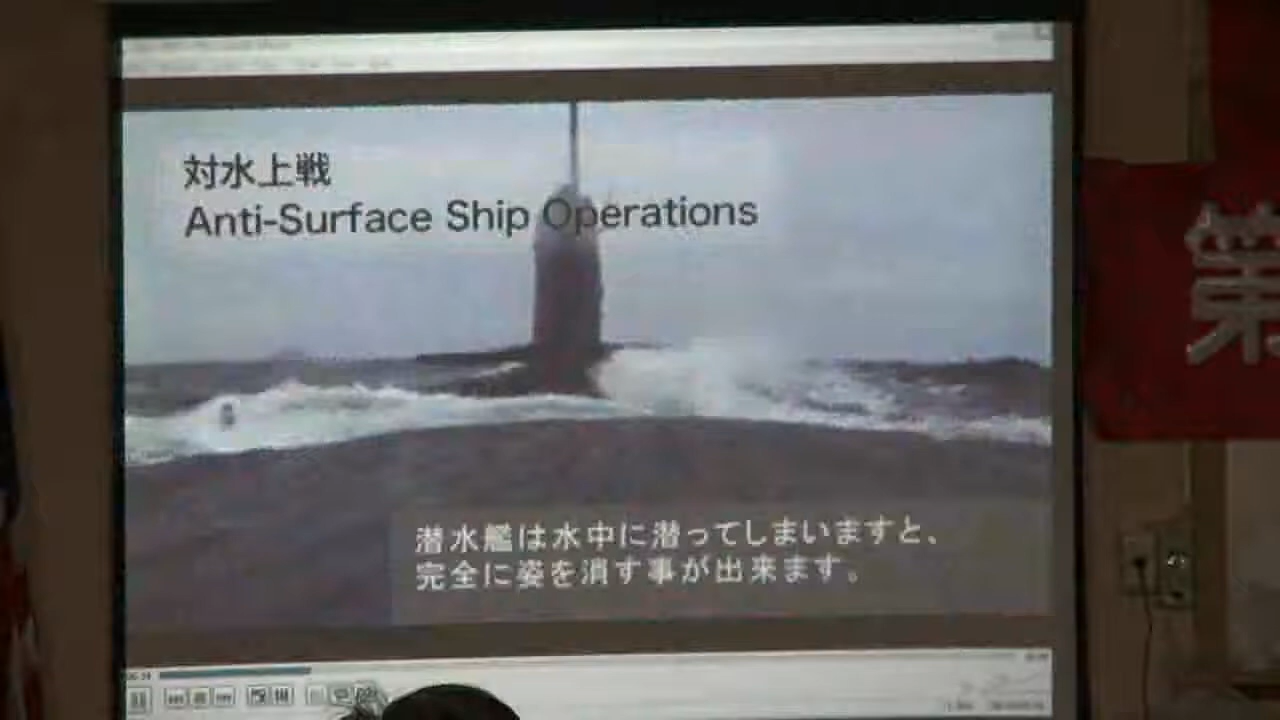 対水上戦
Anti-Surface Ship Operations
第
潜水艦は水中に潜ってしまいますと、
完全に姿を消す事が出来ます。